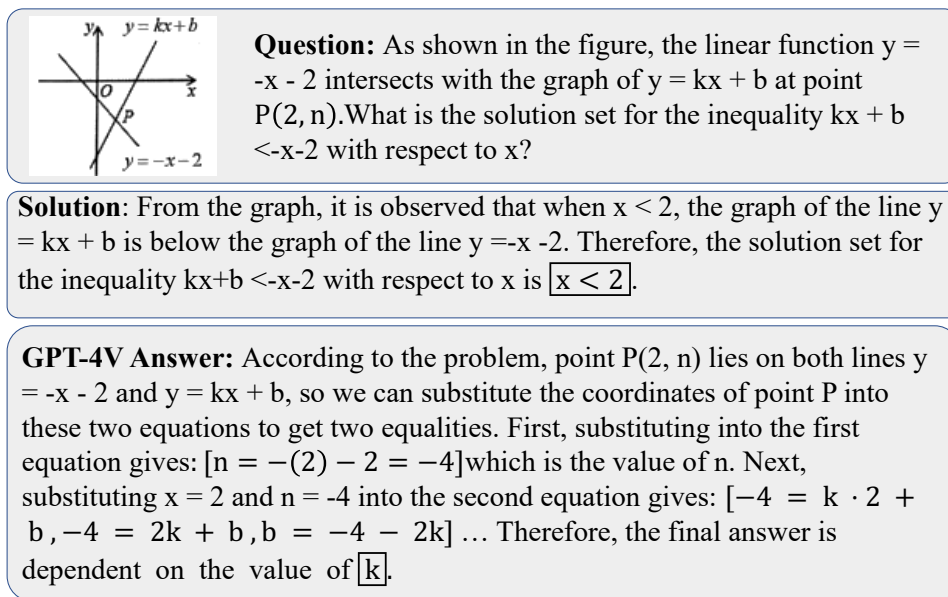 y
y=kx+b
O
x
P
y=−x−2
Question: As shown in the figure, the linear function y =
-x - 2 intersects with the graph of y = kx + b at point
P(2, n).What is the solution set for the inequality kx + b
<-x-2 with respect to x?
Solution: From the graph, it is observed that when x < 2, the graph of the line y
= kx + b is below the graph of the line y =-x -2. Therefore, the solution set for
the inequality kx+b <-x-2 with respect to x is x < 2.
GPT-4V Answer: According to the problem, point P(2, n) lies on both lines y
= -x - 2 and y = kx + b, so we can substitute the coordinates of point P into
these two equations to get two equalities. First, substituting into the first
equation gives: [n = −(2) − 2 = −4]which is the value of n. Next,
substituting x = 2 and n = -4 into the second equation gives: [−4 = k · 2 +
b , −4 = 2k + b , b = −4 − 2k] … Therefore, the final answer is
dependent on the value of k.